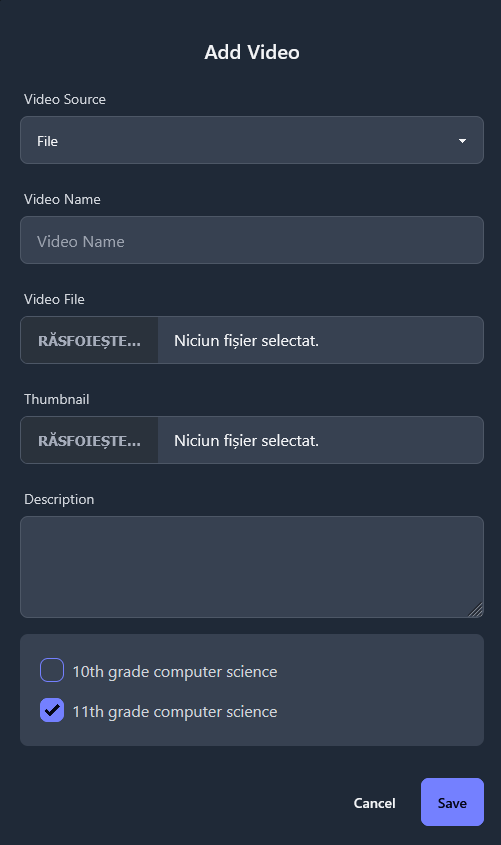 Add Video
Video Source
File
Video Name
Video Name
Video File
RĂSFOIEȘTE... Niciun fișier selectat.
Thumbnail
RĂSFOIEȘTE... Niciun fișier selectat.
Description
10th grade computer science
11th grade computer science
Cancel Save